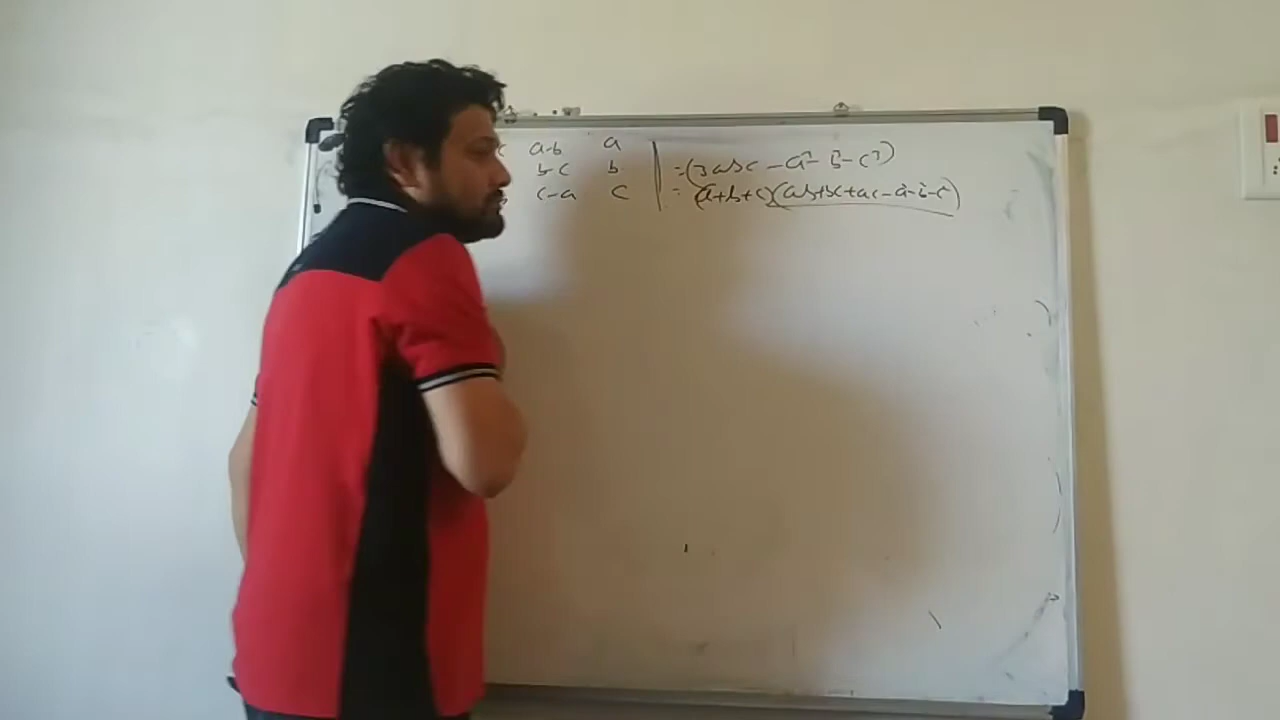 c a-b a | =(3abc-a³-b³-c³)
b-c b
c-a c | =(a+b+c)(ab+bc+ac-a²-b²-c²)